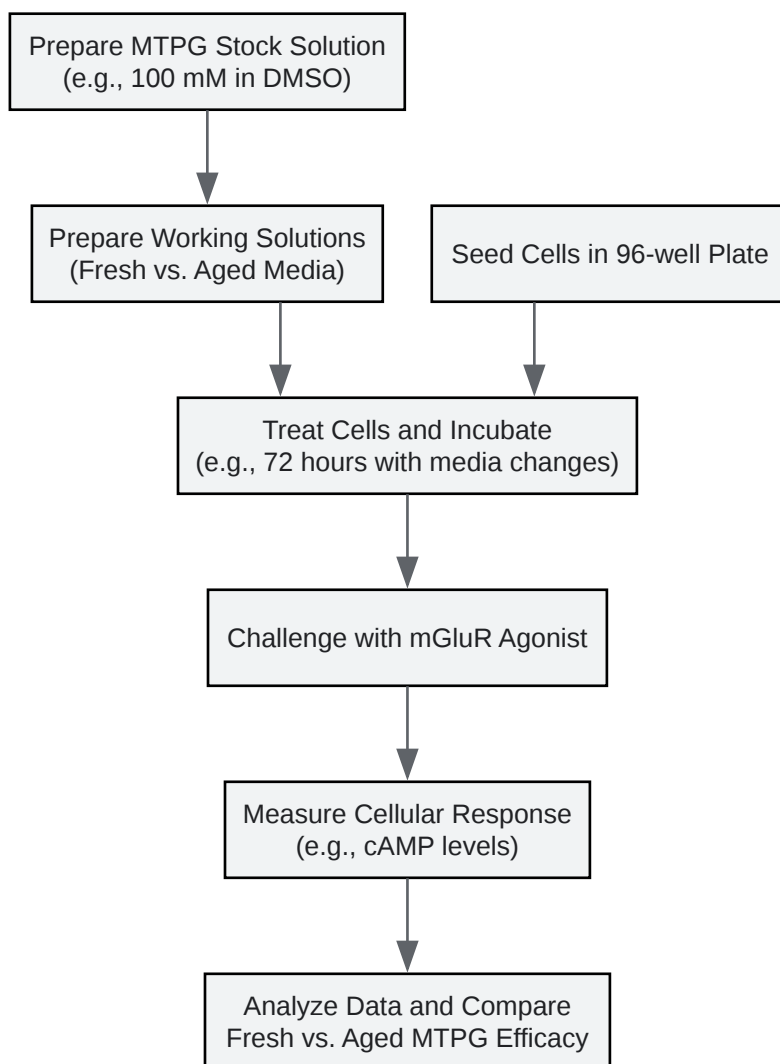 Prepare MTPG Stock Solution
(e.g., 100 mM in DMSO)
Prepare Working Solutions
(Fresh vs. Aged Media)
Seed Cells in 96-well Plate
Treat Cells and Incubate
(e.g., 72 hours with media changes)
Challenge with mGluR Agonist
Measure Cellular Response
(e.g., cAMP levels)
Analyze Data and Compare
Fresh vs. Aged MTPG Efficacy